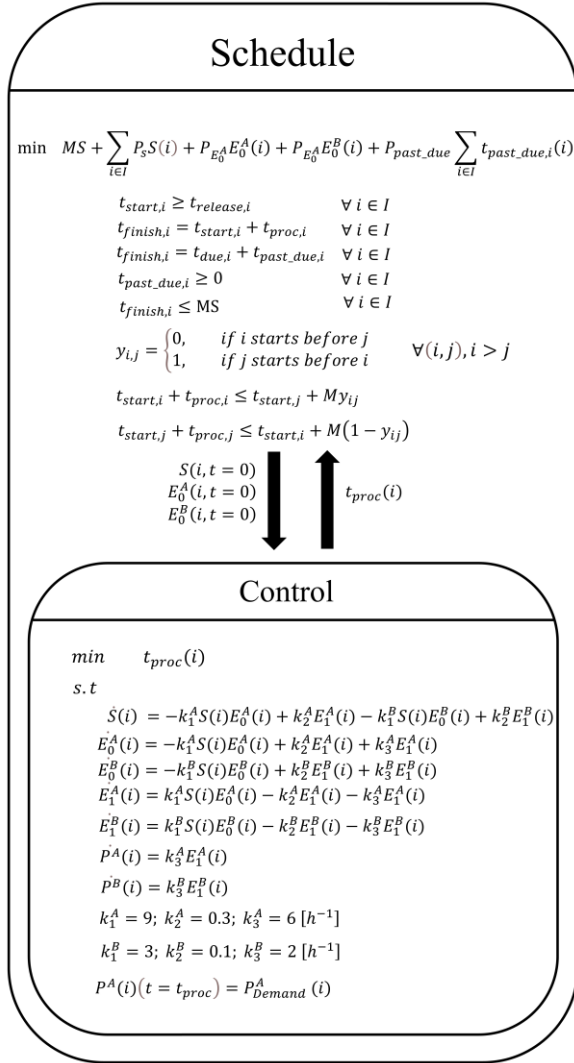 Schedule
min MS + ∑_{i∈I} P_s S(i) + P_{E_0^A} E_0^A(i) + P_{E_0^A} E_0^B(i) + P_{past_due} ∑_{i∈I} t_{past_due,i}(i)
t_{start,i} ≥ t_{release,i} ∀ i ∈ I
t_{finish,i} = t_{start,i} + t_{proc,i} ∀ i ∈ I
t_{finish,i} = t_{due,i} + t_{past_due,i} ∀ i ∈ I
t_{past_due,i} ≥ 0 ∀ i ∈ I
t_{finish,i} ≤ MS ∀ i ∈ I
y_{i,j} = { 0, if i starts before j
1, if j starts before i ∀(i,j), i > j
t_{start,i} + t_{proc,i} ≤ t_{start,j} + My_{ij}
t_{start,j} + t_{proc,j} ≤ t_{start,i} + M(1 − y_{ij})
S(i, t = 0)
E_0^A(i, t = 0)
E_0^B(i, t = 0)
t_{proc}(i)
Control
min t_{proc}(i)
s.t
Ṡ(i) = −k_1^A S(i)E_0^A(i) + k_2^A E_1^A(i) − k_1^B S(i)E_0^B(i) + k_2^B E_1^B(i)
Ė_0^A(i) = −k_1^A S(i)E_0^A(i) + k_2^A E_1^A(i) + k_3^A E_1^A(i)
Ė_0^B(i) = −k_1^B S(i)E_0^B(i) + k_2^B E_1^B(i) + k_3^B E_1^B(i)
Ė_1^A(i) = k_1^A S(i)E_0^A(i) − k_2^A E_1^A(i) − k_3^A E_1^A(i)
Ė_1^B(i) = k_1^B S(i)E_0^B(i) − k_2^B E_1^B(i) − k_3^B E_1^B(i)
Ṗ^A(i) = k_3^A E_1^A(i)
Ṗ^B(i) = k_3^B E_1^B(i)
k_1^A = 9; k_2^A = 0.3; k_3^A = 6 [h^{−1}]
k_1^B = 3; k_2^B = 0.1; k_3^B = 2 [h^{−1}]
P^A(i)(t = t_{proc}) = P_{Demand}^A (i)